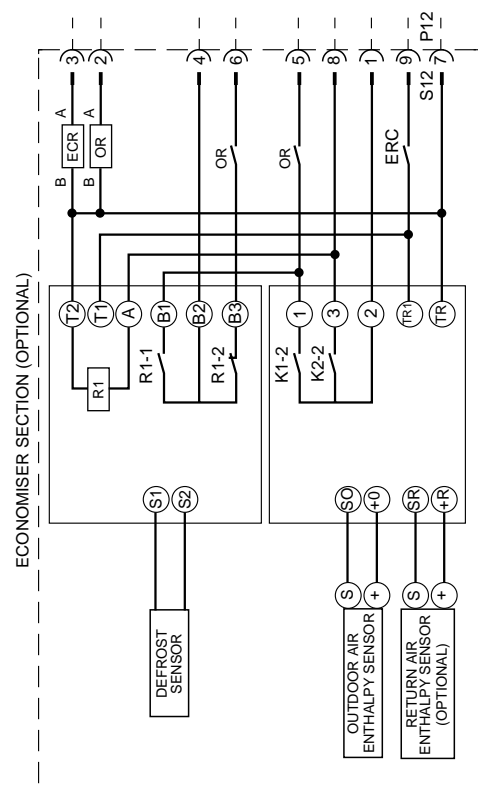 ECONOMISER SECTION (OPTIONAL)
DEFROST
SENSOR
S1
S2
R1
T2
T1
A
B1
B2
B3
R1-1
R1-2
B
ECR
A
B
OR
A
OR
OR
ERC
3
2
4
6
5
8
1
9
7
S12
P12
OUTDOOR AIR
ENTHALPY SENSOR
S
+
SO
+0
RETURN AIR
ENTHALPY SENSOR
(OPTIONAL)
S
+
SR
+R
K1-2
K2-2
1
3
2
TR1
TR